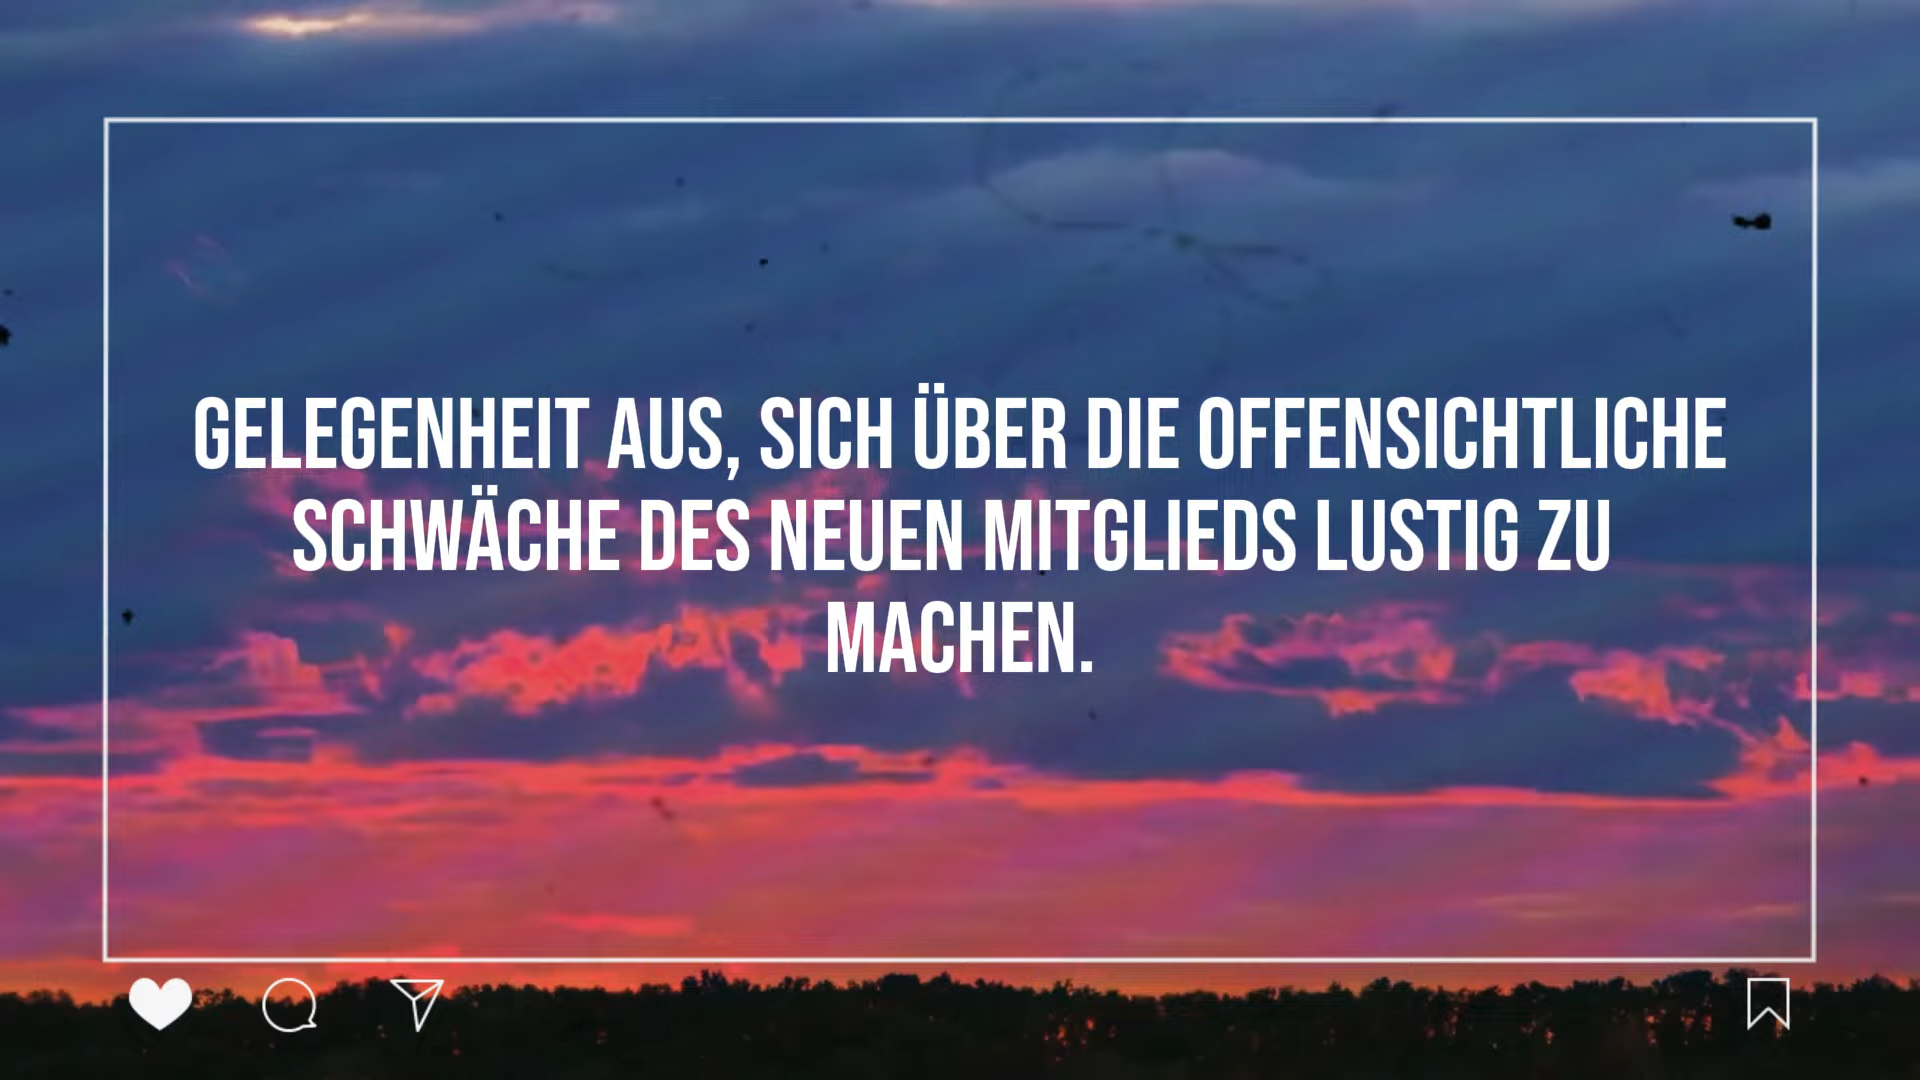 GELEGENHEIT AUS, SICH ÜBER DIE OFFENSICHTLICHE
SCHWÄCHE DES NEUEN MITGLIEDS LUSTIG ZU
MACHEN.